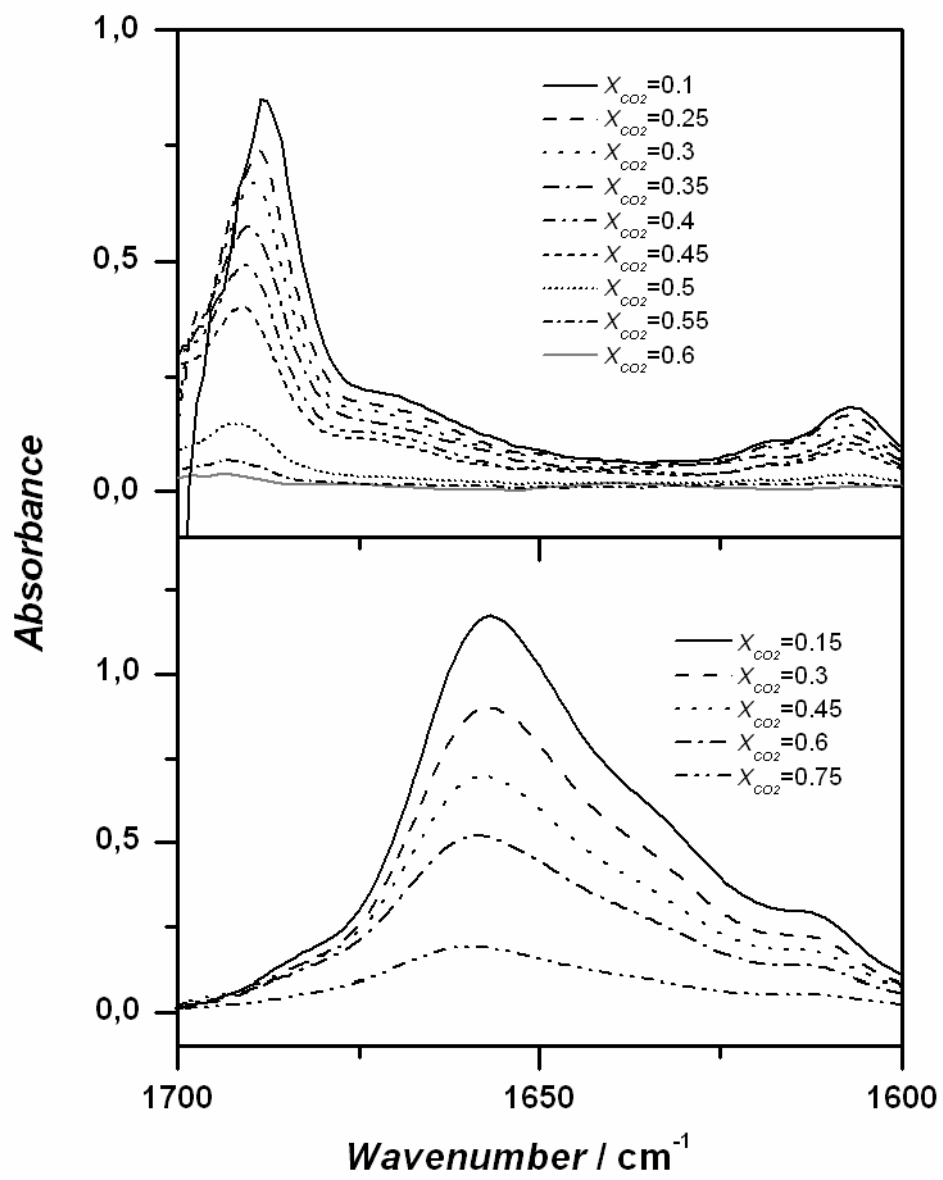 1,0
X_CO2=0.1
X_CO2=0.25
X_CO2=0.3
X_CO2=0.35
X_CO2=0.4
X_CO2=0.45
X_CO2=0.5
X_CO2=0.55
X_CO2=0.6
0,5
0,0
Absorbance
X_CO2=0.15
X_CO2=0.3
X_CO2=0.45
X_CO2=0.6
X_CO2=0.75
1,0
0,5
0,0
1700 1650 1600
Wavenumber / cm⁻¹